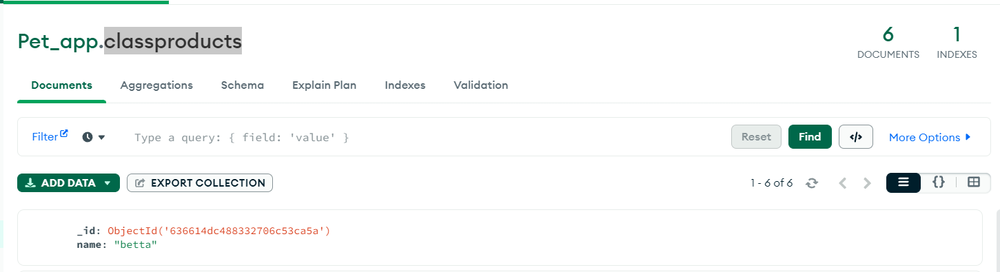 Pet_app.classproducts
6
DOCUMENTS
1
INDEXES
Documents
Aggregations
Schema
Explain Plan
Indexes
Validation
Filter
Type a query: { field: 'value' }
Reset
Find
</>
More Options
ADD DATA
EXPORT COLLECTION
1 - 6 of 6
{}
_id: ObjectId('636614dc488332706c53ca5a')
name: "betta"